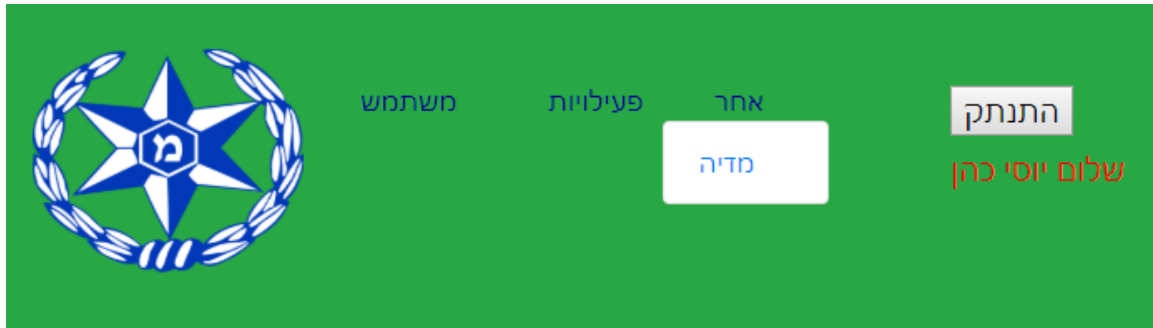 התנתק
שלום יוסי כהן
אחר
פעילויות
משתמש
מדיה
מ